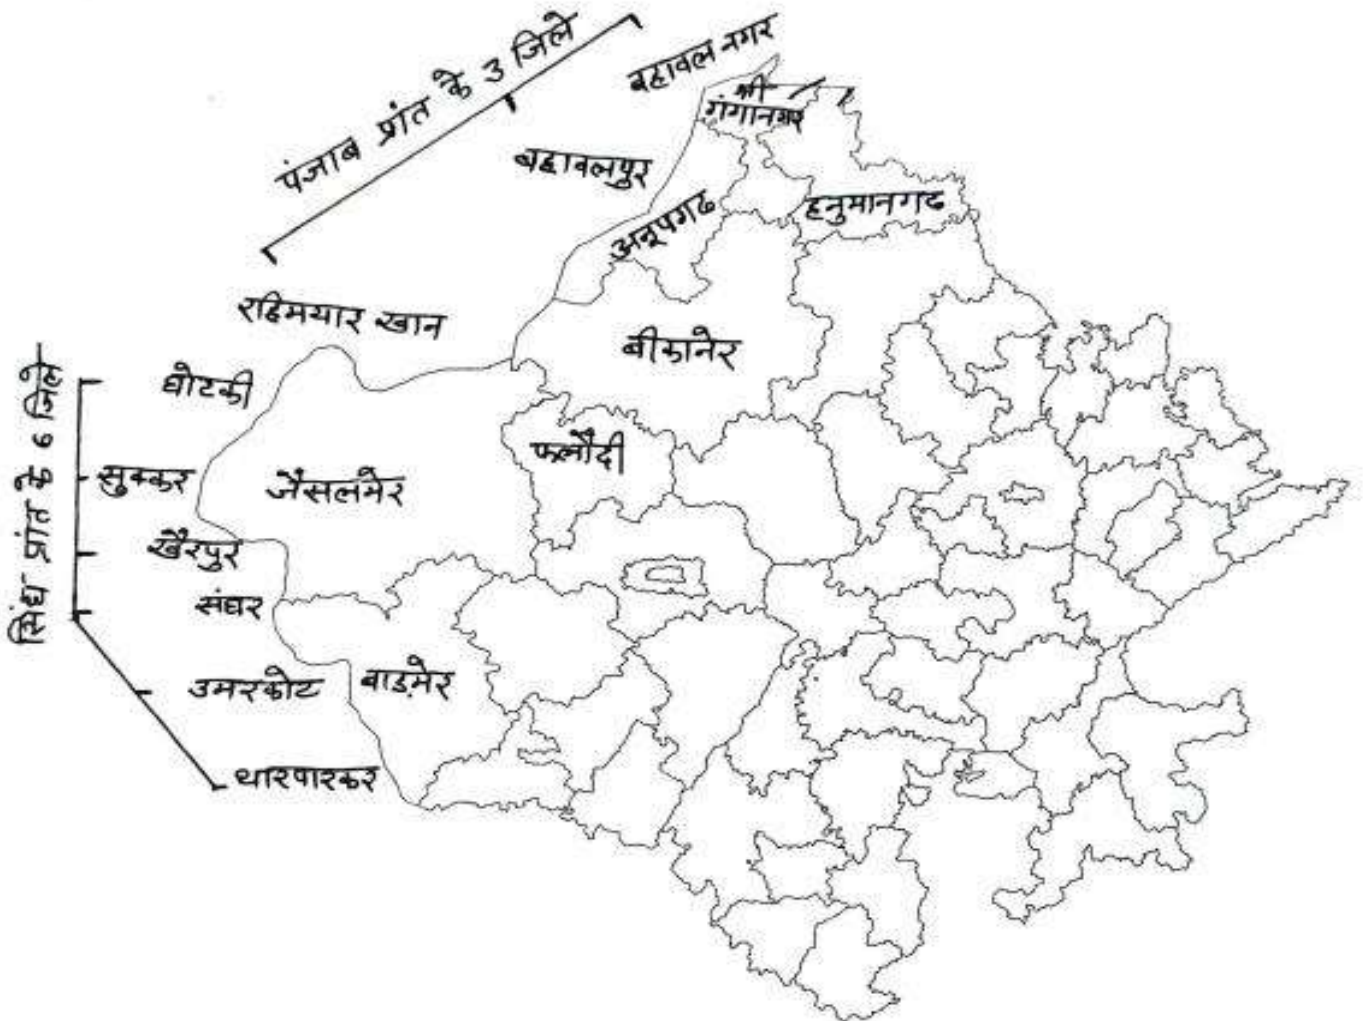 पंजाब प्रांत के 3 जिले
बहावल नगर
श्री
गंगानगर
बहावलपुर
अनूपगढ
हनुमानगढ
रहिमयार खान
बीकानेर
सिंध प्रांत के 6 जिले
घोटकी
फलौदी
सुक्कर
जैसलमेर
खैरपुर
संघर
उमरकोट
बाडमेर
थारपारकर